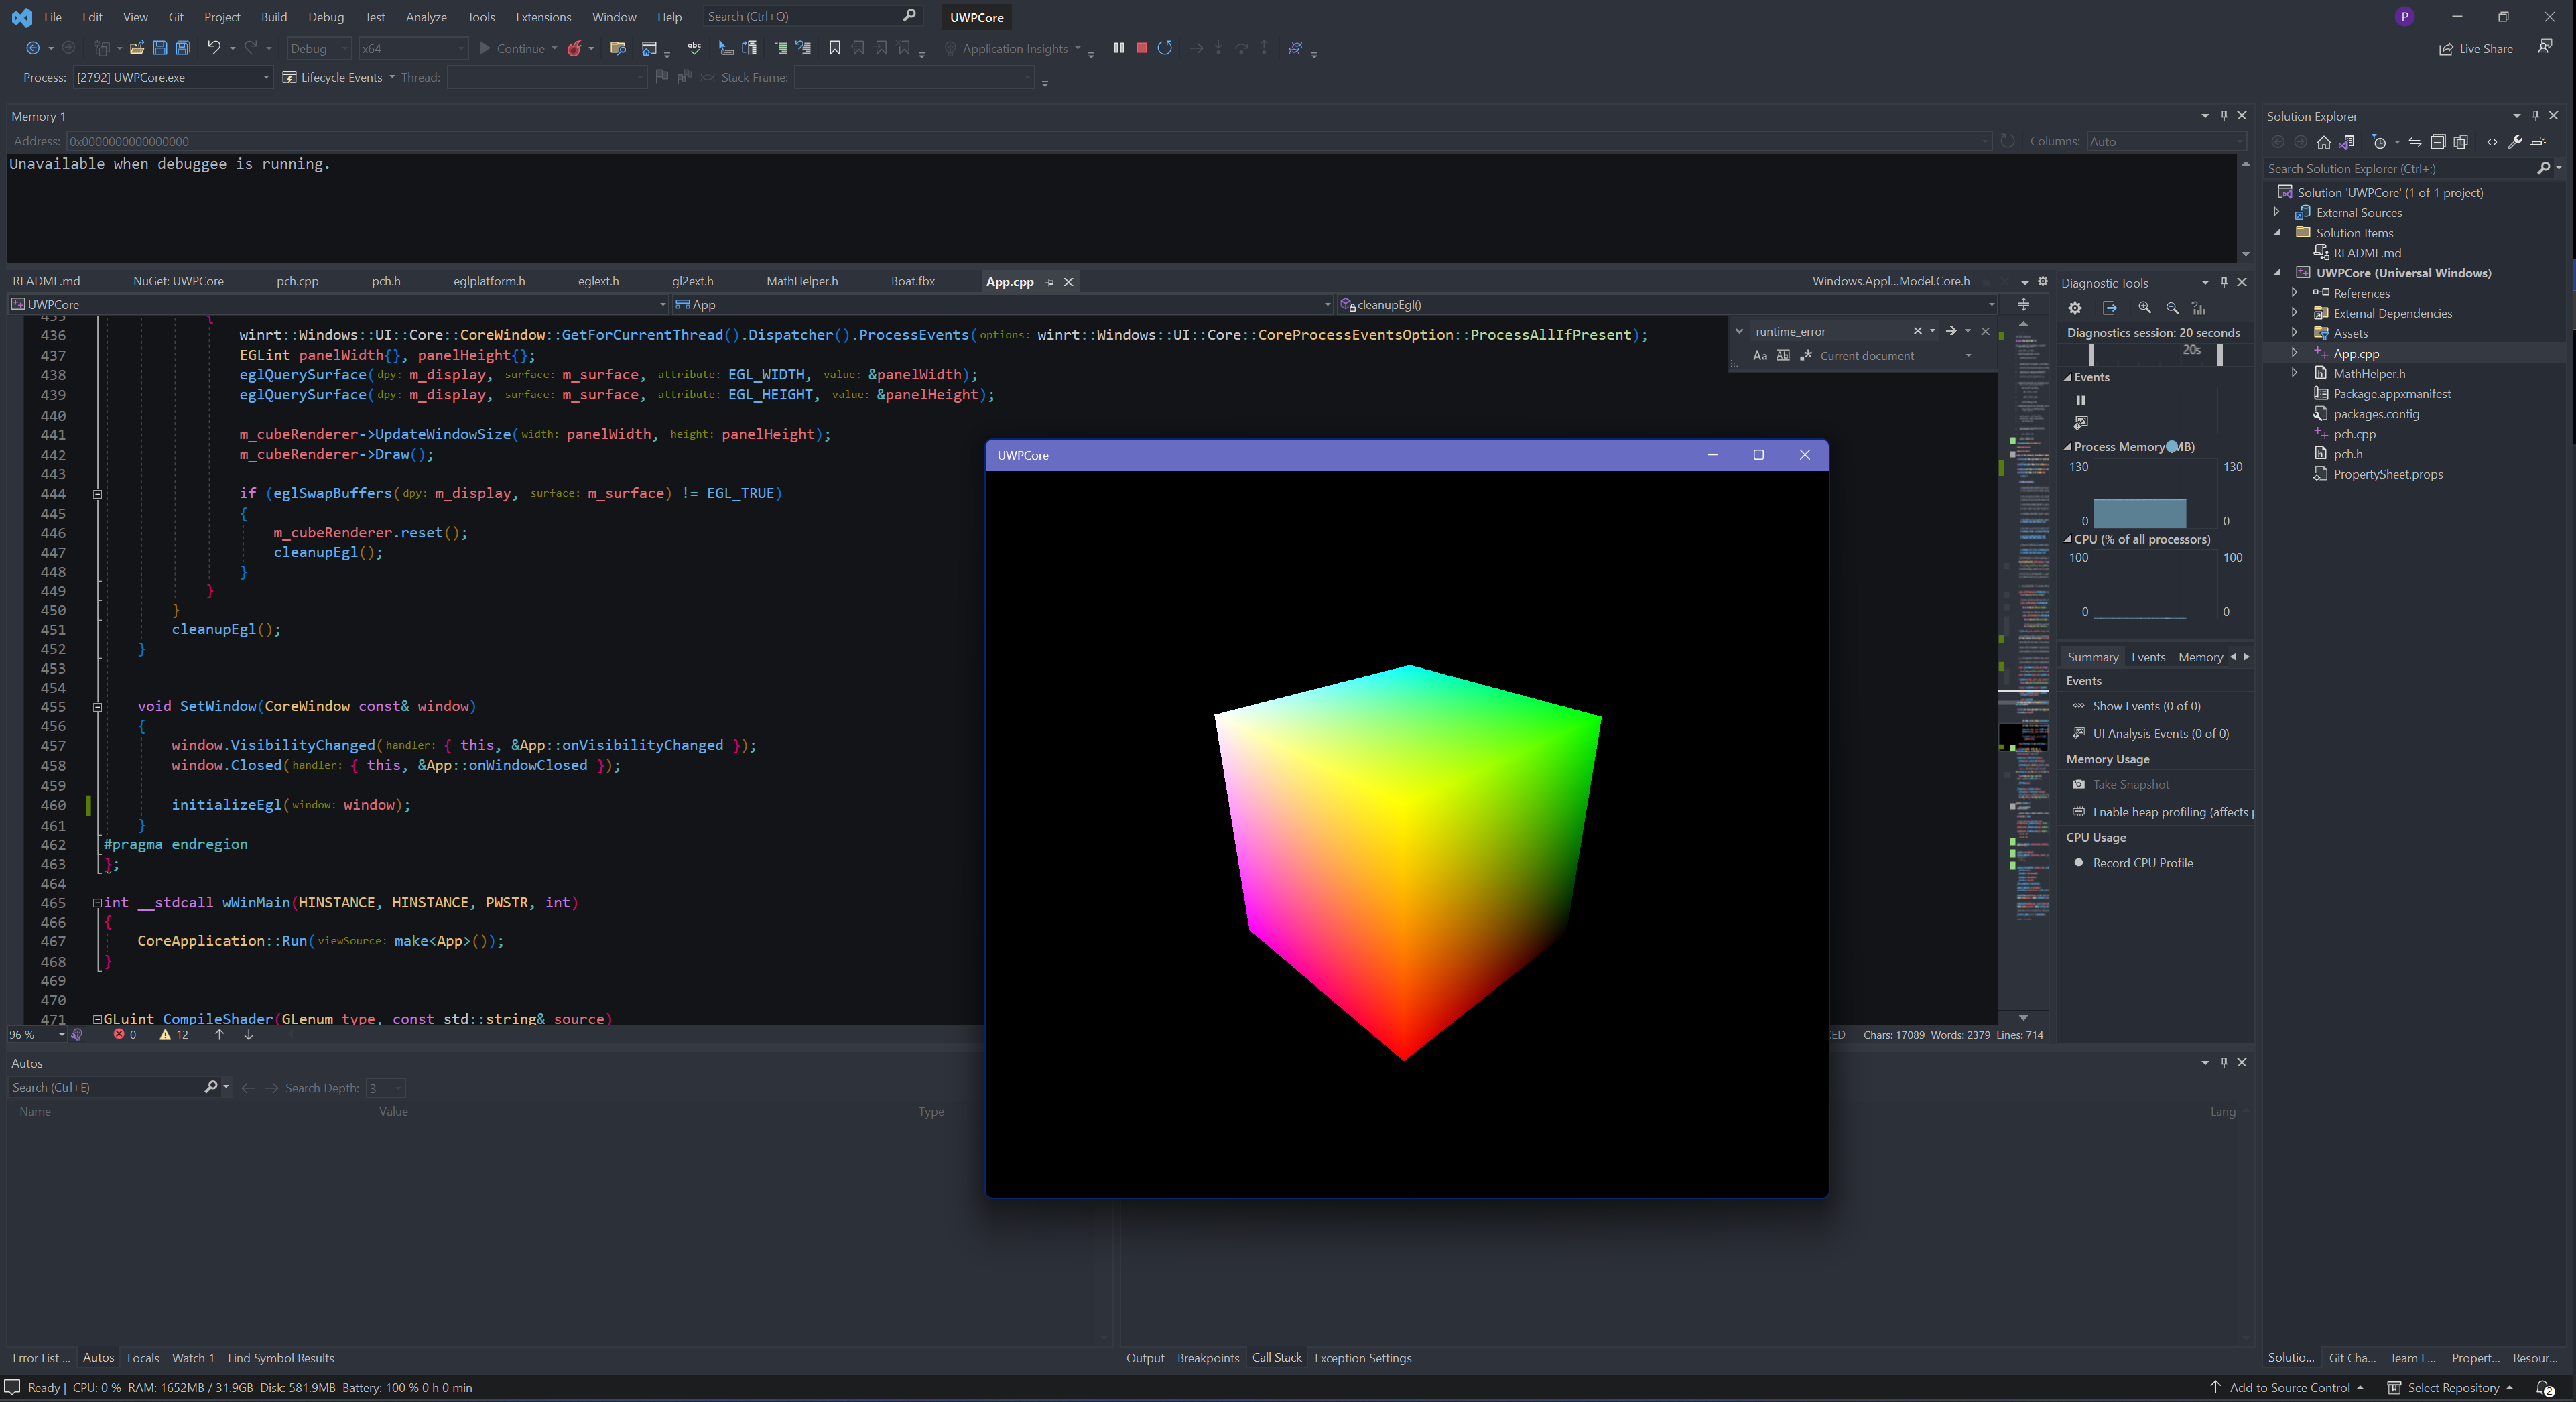 File Edit View Git Project Build Debug Test Analyze Tools Extensions Window Help Search (Ctrl+Q) UWPCore P
Debug x64 Continue Application Insights Live Share
Process: [2792] UWPCore.exe Lifecycle Events Thread: Stack Frame:
Memory 1
Address: 0x0000000000000000 Columns: Auto
Unavailable when debuggee is running.
README.md NuGet: UWPCore pch.cpp pch.h eglplatform.h eglext.h gl2ext.h MathHelper.h Boat.fbx App.cpp Windows.Appl...Model.Core.h
UWPCore App cleanupEgl()
runtime_error
Current document
436 winrt::Windows::UI::Core::CoreWindow::GetForCurrentThread().Dispatcher().ProcessEvents(options: winrt::Windows::UI::Core::CoreProcessEventsOption::ProcessAllIfPresent);
437 EGLint panelWidth{}, panelHeight{};
438 eglQuerySurface(dpy: m_display, surface: m_surface, attribute: EGL_WIDTH, value: &panelWidth);
439 eglQuerySurface(dpy: m_display, surface: m_surface, attribute: EGL_HEIGHT, value: &panelHeight);
440
441 m_cubeRenderer->UpdateWindowSize(width: panelWidth, height: panelHeight);
442 m_cubeRenderer->Draw();
443
444 if (eglSwapBuffers(dpy: m_display, surface: m_surface) != EGL_TRUE)
445 {
446 m_cubeRenderer.reset();
447 cleanupEgl();
448 }
449 }
450 }
451 cleanupEgl();
452 }
453
454
455 void SetWindow(CoreWindow const& window)
456 {
457 window.VisibilityChanged(handler: { this, &App::onVisibilityChanged });
458 window.Closed(handler: { this, &App::onWindowClosed });
459
460 initializeEgl(window: window);
461 }
462 #pragma endregion
463 };
464
465 int __stdcall wWinMain(HINSTANCE, HINSTANCE, PWSTR, int)
466 {
467 CoreApplication::Run(viewSource: make<App>());
468 }
469
470
471 GLuint CompileShader(GLenum type, const std::string& source)
96 % 0 12 Chars: 17089 Words: 2379 Lines: 714
UWPCore
Autos
Search (Ctrl+E) Search Depth: 3
Name Value Type
Lang
Error List ... Autos Locals Watch 1 Find Symbol Results
Output Breakpoints Call Stack Exception Settings
Diagnostic Tools
Diagnostics session: 20 seconds
20s
Events
Process Memory MB)
130 130
0 0
CPU (% of all processors)
100 100
0 0
Summary Events Memory
Events
Show Events (0 of 0)
UI Analysis Events (0 of 0)
Memory Usage
Take Snapshot
Enable heap profiling (affects
CPU Usage
Record CPU Profile
Solution Explorer
Search Solution Explorer (Ctrl+;)
Solution 'UWPCore' (1 of 1 project)
External Sources
Solution Items
README.md
UWPCore (Universal Windows)
References
External Dependencies
Assets
App.cpp
MathHelper.h
Package.appxmanifest
packages.config
pch.cpp
pch.h
PropertySheet.props
Solutio... Git Cha... Team E... Propert... Resour...
Ready | CPU: 0 % RAM: 1652MB / 31.9GB Disk: 581.9MB Battery: 100 % 0 h 0 min
Add to Source Control Select Repository 2